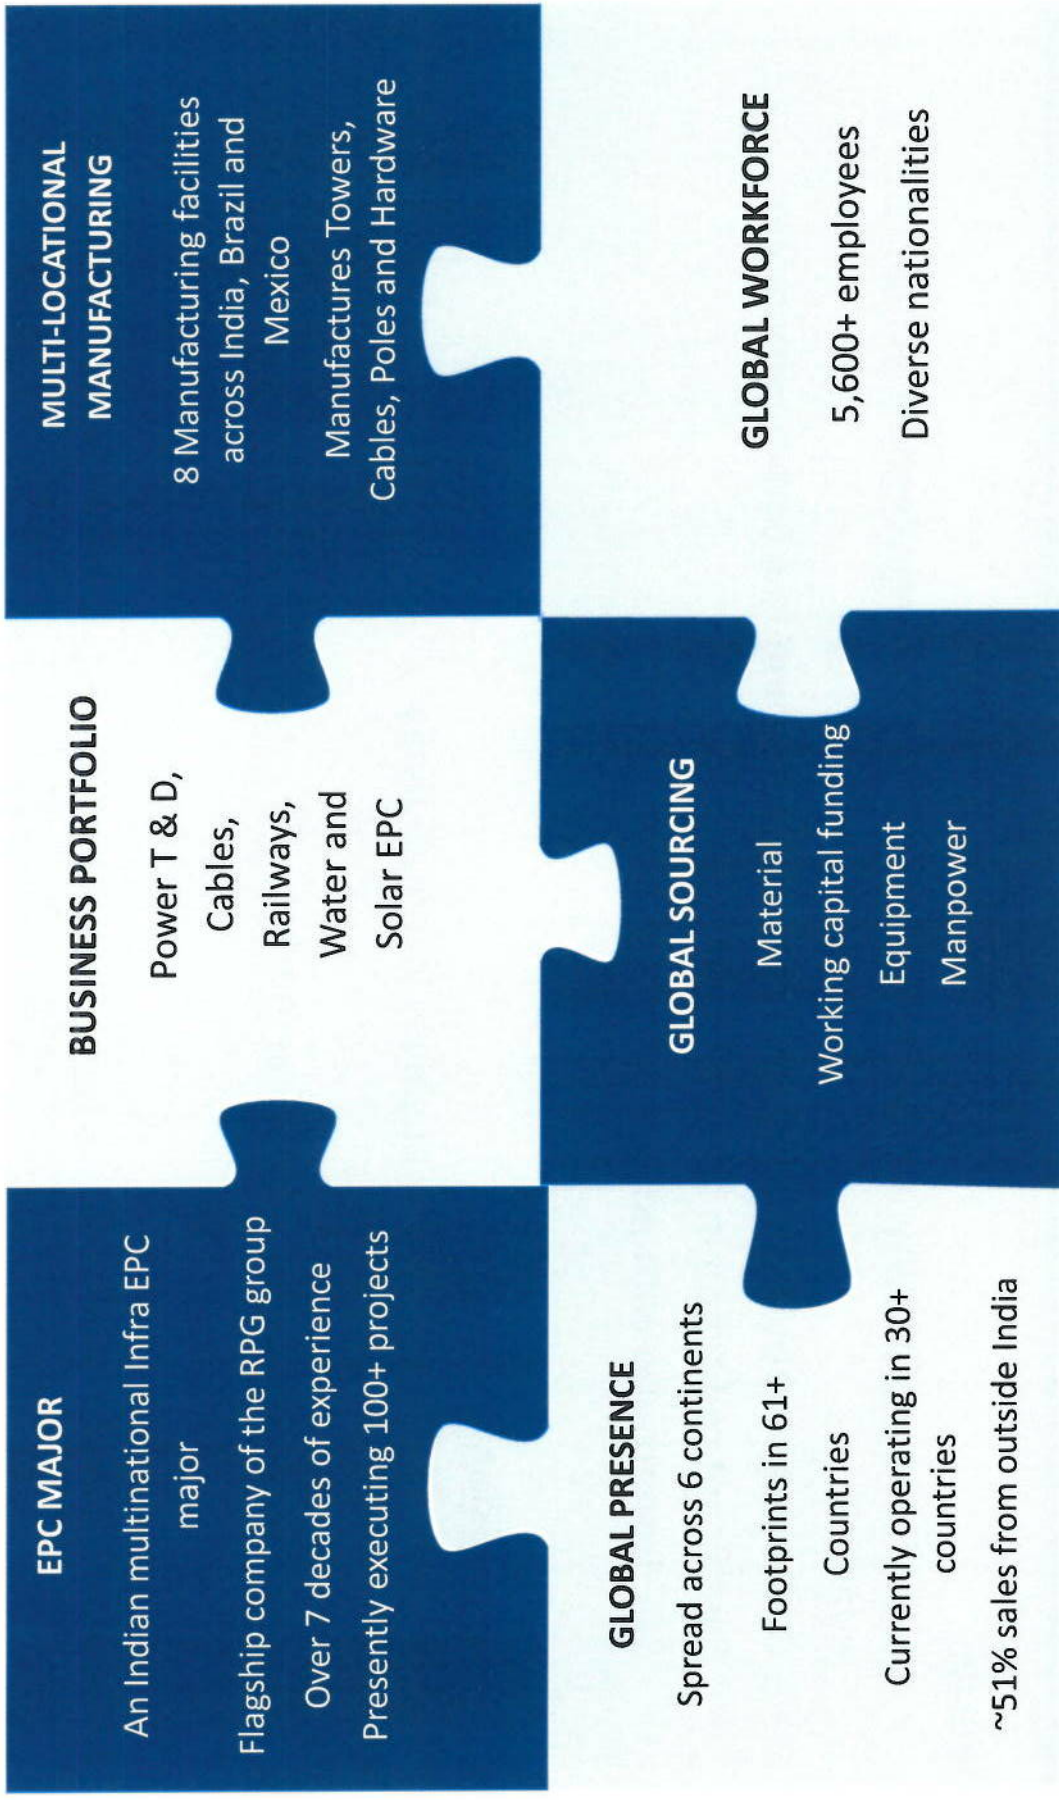 EPC MAJOR
An Indian multinational Infra EPC
major
Flagship company of the RPG group
Over 7 decades of experience
Presently executing 100+ projects
BUSINESS PORTFOLIO
Power T & D,
Cables,
Railways,
Water and
Solar EPC
MULTI-LOCATIONAL
MANUFACTURING
8 Manufacturing facilities
across India, Brazil and
Mexico
Manufactures Towers,
Cables, Poles and Hardware
GLOBAL PRESENCE
Spread across 6 continents
Footprints in 61+
Countries
Currently operating in 30+
countries
~51% sales from outside India
GLOBAL SOURCING
Material
Working capital funding
Equipment
Manpower
GLOBAL WORKFORCE
5,600+ employees
Diverse nationalities